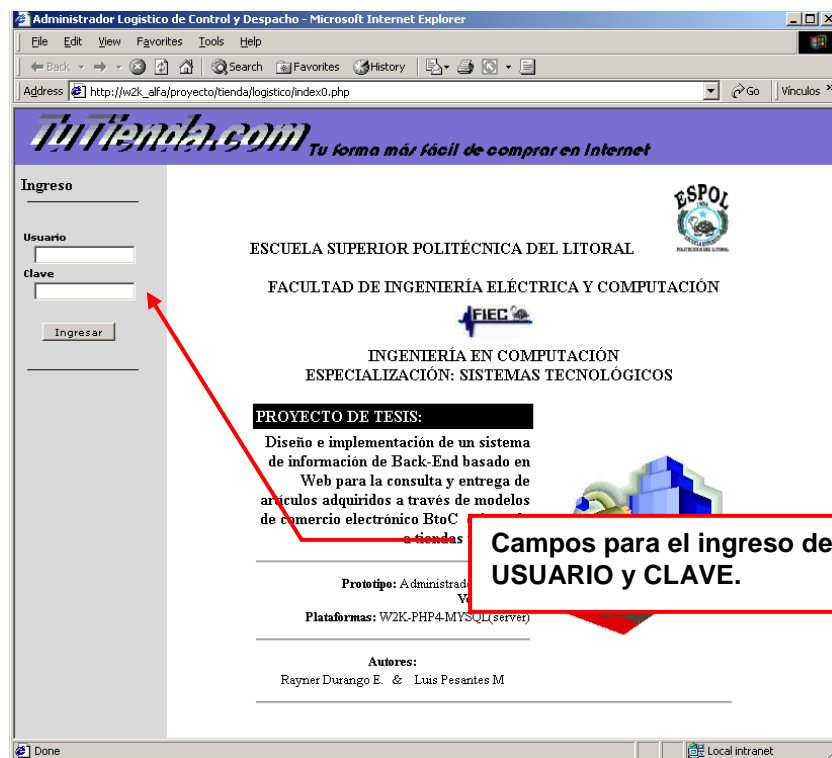 Administrador Logistico de Control y Despacho - Microsoft Internet Explorer
File Edit View Favorites Tools Help
Back Search Favorites History
Address http://w2k_alfa/proyecto/tienda/logistico/index0.php Go Vínculos »
TuTienda.com
Tu forma más fácil de comprar en Internet
Ingreso
Usuario
Clave
Ingresar
ESPOL
ESCUELA SUPERIOR POLITÉCNICA DEL LITORAL
FACULTAD DE INGENIERÍA ELÉCTRICA Y COMPUTACIÓN
FIEC
INGENIERÍA EN COMPUTACIÓN
ESPECIALIZACIÓN: SISTEMAS TECNOLÓGICOS
PROYECTO DE TESIS:
Diseño e implementación de un sistema
de información de Back-End basado en
Web para la consulta y entrega de
artículos adquiridos a través de modelos
de comercio electrónico BtoC
a tiendas
Campos para el ingreso de
USUARIO y CLAVE.
Prototipo:
Plataformas: W2K-PHP4-MYSQL(server)
Autores:
Rayner Durango E. & Luis Pesantes M
Done Local intranet